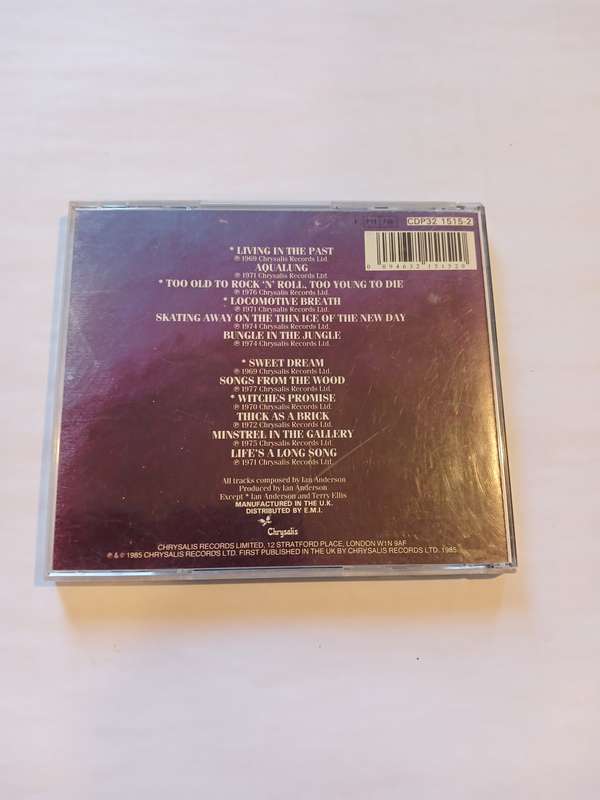 CDP32 1515-2
* LIVING IN THE PAST
℗ 1969 Chrysalis Records Ltd.
AQUALUNG
℗ 1971 Chrysalis Records Ltd.
* TOO OLD TO ROCK 'N' ROLL, TOO YOUNG TO DIE
℗ 1976 Chrysalis Records Ltd.
* LOCOMOTIVE BREATH
℗ 1971 Chrysalis Records Ltd.
SKATING AWAY ON THE THIN ICE OF THE NEW DAY
℗ 1974 Chrysalis Records Ltd.
BUNGLE IN THE JUNGLE
℗ 1974 Chrysalis Records Ltd.
* SWEET DREAM
℗ 1969 Chrysalis Records Ltd.
SONGS FROM THE WOOD
℗ 1977 Chrysalis Records Ltd.
* WITCHES PROMISE
℗ 1970 Chrysalis Records Ltd.
THICK AS A BRICK
℗ 1972 Chrysalis Records Ltd.
MINSTREL IN THE GALLERY
℗ 1975 Chrysalis Records Ltd.
LIFE'S A LONG SONG
℗ 1971 Chrysalis Records Ltd.
All tracks composed by Ian Anderson
Produced by Ian Anderson
Except * Ian Anderson and Terry Ellis
MANUFACTURED IN THE U.K.
DISTRIBUTED BY E.M.I.
Chrysalis
CHRYSALIS RECORDS LIMITED, 12 STRATFORD PLACE, LONDON W1N 9AF
℗ & © 1985 CHRYSALIS RECORDS LTD. FIRST PUBLISHED IN THE UK BY CHRYSALIS RECORDS LTD. 1985